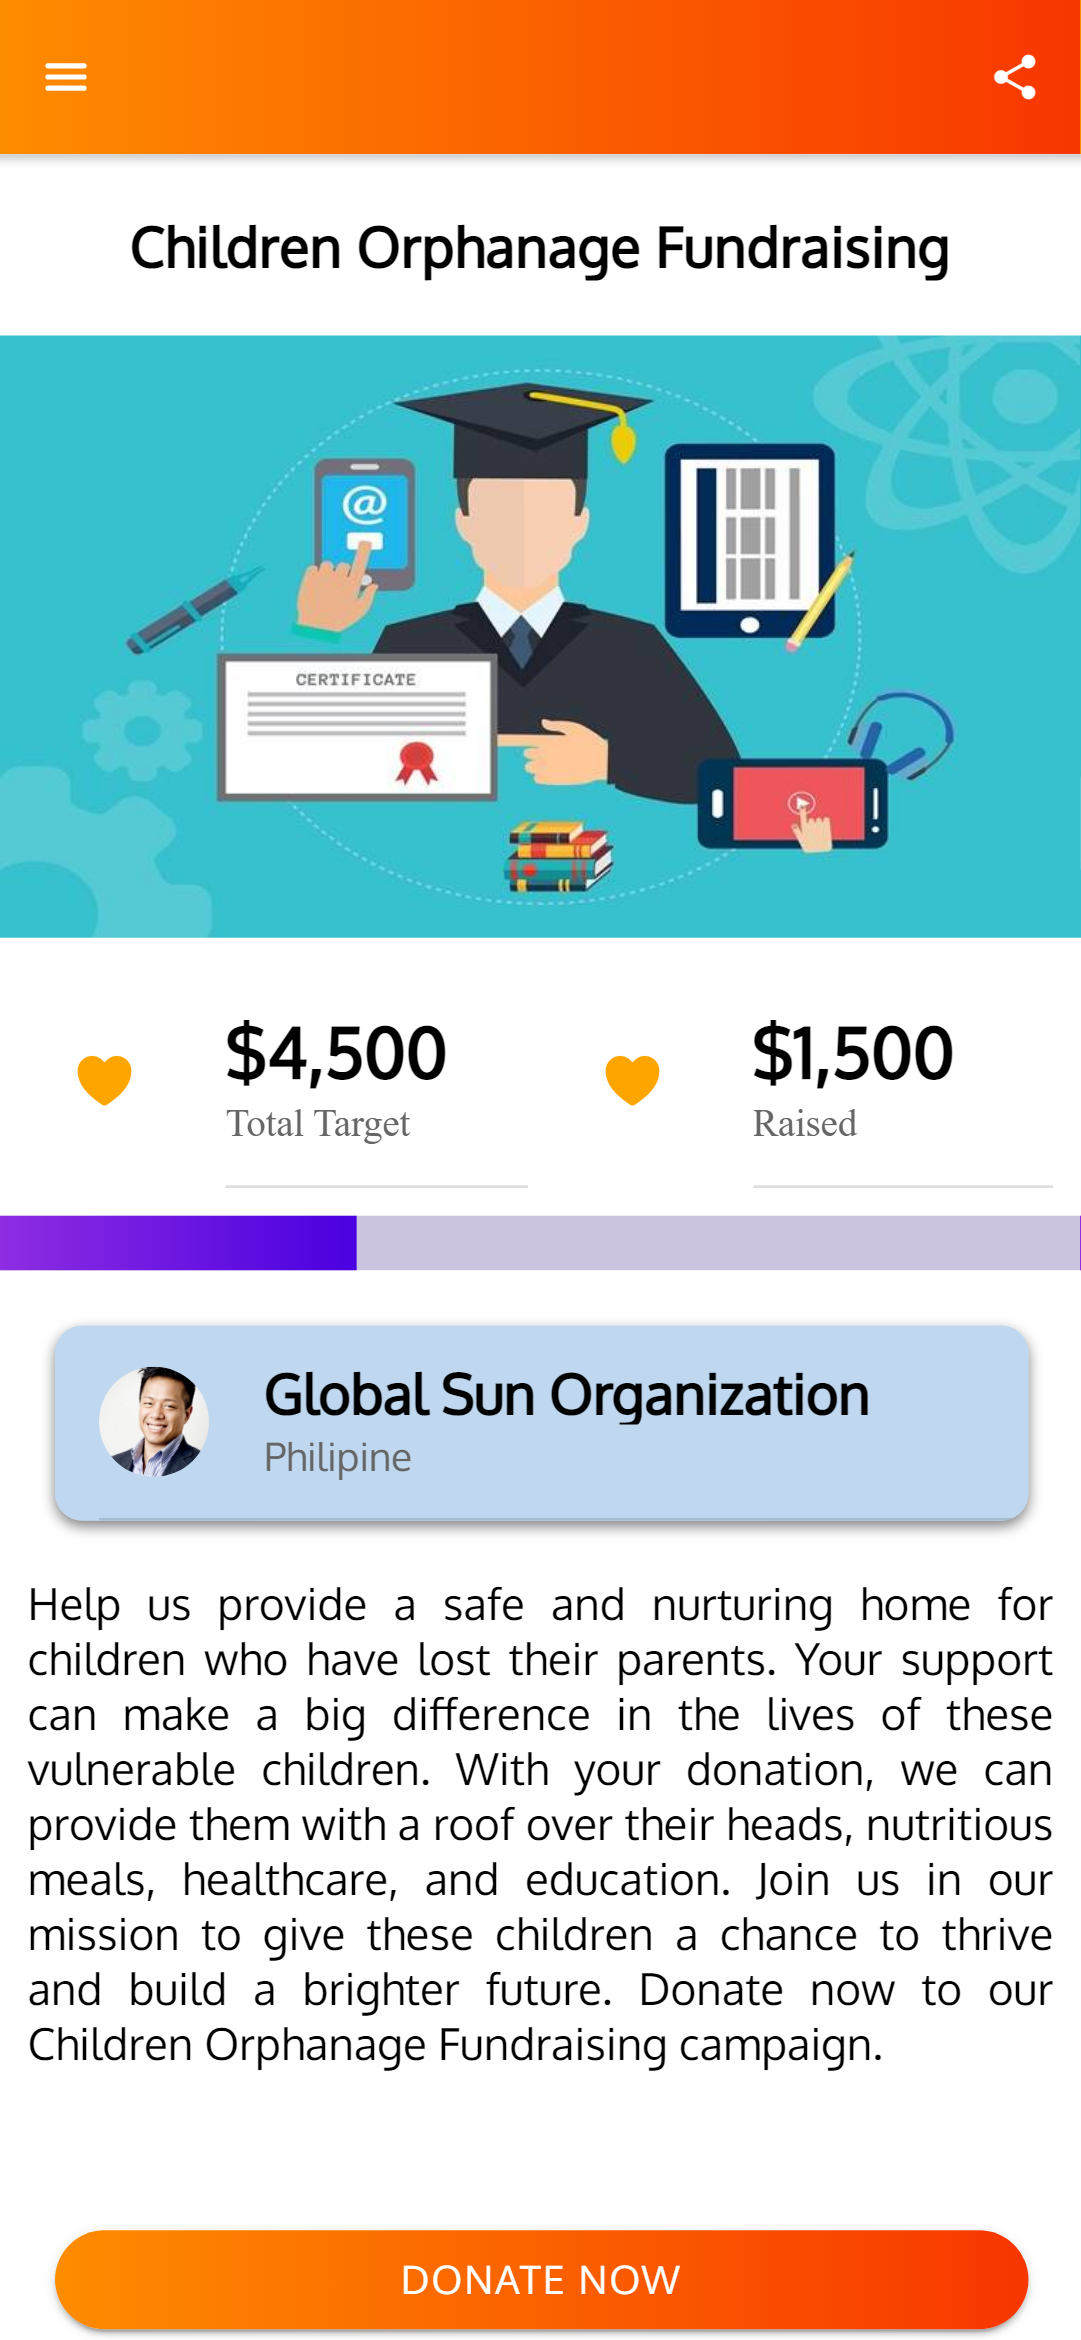 Children Orphanage Fundraising
@
CERTIFICATE
$4,500
Total Target
$1,500
Raised
Global Sun Organization
Philipine
Help us provide a safe and nurturing home for
children who have lost their parents. Your support
can make a big difference in the lives of these
vulnerable children. With your donation, we can
provide them with a roof over their heads, nutritious
meals, healthcare, and education. Join us in our
mission to give these children a chance to thrive
and build a brighter future. Donate now to our
Children Orphanage Fundraising campaign.
DONATE NOW